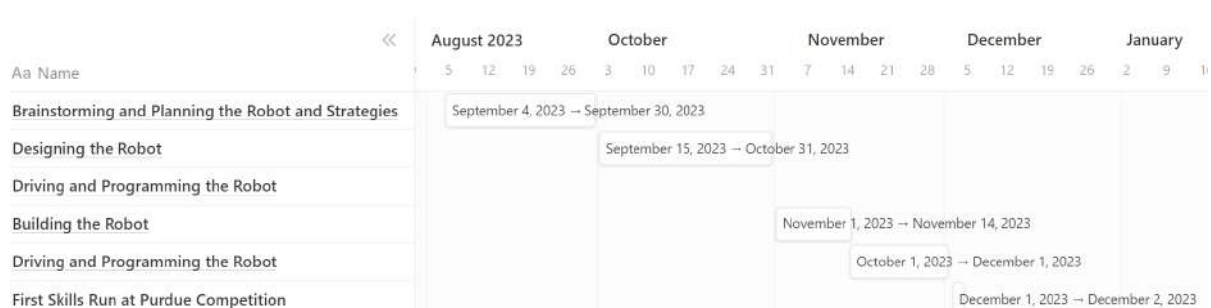 August 2023 October November December January
Aa Name 5 12 19 26 3 10 17 24 31 7 14 21 28 5 12 19 26 2 9
Brainstorming and Planning the Robot and Strategies September 4, 2023 → September 30, 2023
Designing the Robot September 15, 2023 → October 31, 2023
Driving and Programming the Robot
Building the Robot November 1, 2023 → November 14, 2023
Driving and Programming the Robot October 1, 2023 → December 1, 2023
First Skills Run at Purdue Competition December 1, 2023 → December 2, 2023